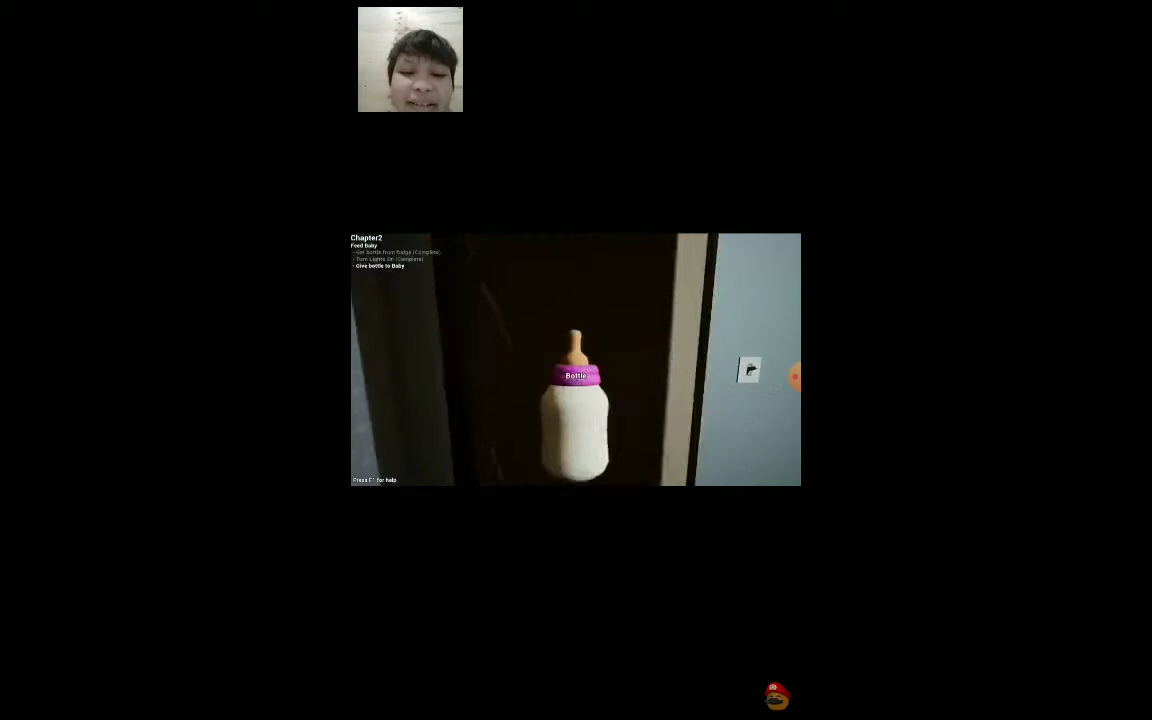 Chapter2
Feed Baby
- Get bottle from fridge (Complete)
- Turn Lights On (Complete)
- Give bottle to Baby
Bottle
Press F1 for help